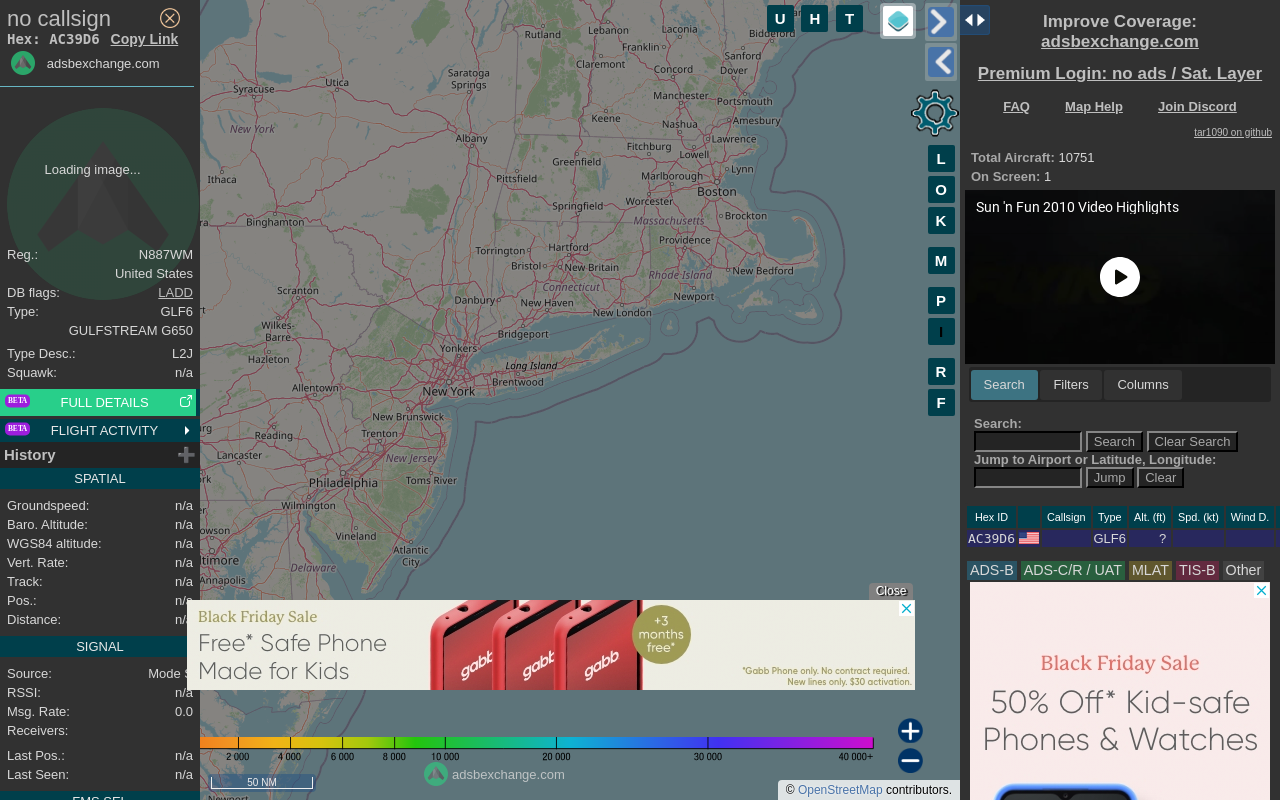 no callsign
Hex: AC39D6 Copy Link
adsbexchange.com
Loading image...
Reg.: N887WM
United States
DB flags: LADD
Type: GLF6
GULFSTREAM G650
Type Desc.: L2J
Squawk: n/a
BETA FULL DETAILS
BETA FLIGHT ACTIVITY
History
SPATIAL
Groundspeed: n/a
Baro. Altitude: n/a
WGS84 altitude: n/a
Vert. Rate: n/a
Track: n/a
Pos.: n/a
Distance: n/a
SIGNAL
Source: Mode S
RSSI: n/a
Msg. Rate: 0.0
Receivers:
Last Pos.: n/a
Last Seen: n/a
FMS SEL
U H T
L
O
K
M
P
I
R
F
Rutland
Lebanon
Laconia
Biddeford
Franklin
Sanford
Claremont
Concord
Dover
Saratoga
Springs
Utica
Syracuse
Manchester
Portsmouth
Keene
Nashua
Amesbury
New York
Albany
Fitchburg
Lawrence
Lowell
Greenfield
Lynn
Ithaca
Pittsfield
Marlborough
Boston
Worcester
Springfield
Massachusetts
Brockton
Binghamton
Providence
Torrington
Hartford
Bristol
New Britain
Rhode Island
New Bedford
Connecticut
Newport
Scranton
Danbury
New Haven
New London
Wilkes-
Barre
Bridgeport
Hazleton
Yonkers
Long Island
Brentwood
Allentown
New York
New Brunswick
Reading
Trenton
Lancaster
New Jersey
Philadelphia
Toms River
Wilmington
Vineland
Atlantic
City
Annapolis
Delaware
Close
Black Friday Sale
Free* Safe Phone
Made for Kids
gabb gabb gabb
+3
months
free*
*Gabb Phone only. No contract required.
New lines only. $30 activation.
2 000 4 000 6 000 8 000 10 000 20 000 30 000 40 000+
adsbexchange.com
50 NM
© OpenStreetMap contributors.
Improve Coverage:
adsbexchange.com
Premium Login: no ads / Sat. Layer
FAQ Map Help Join Discord
tar1090 on github
Total Aircraft: 10751
On Screen: 1
Sun 'n Fun 2010 Video Highlights
Search Filters Columns
Search:
Search Clear Search
Jump to Airport or Latitude, Longitude:
Jump Clear
Hex ID Callsign Type Alt. (ft) Spd. (kt) Wind D.
AC39D6 GLF6 ?
ADS-B ADS-C/R / UAT MLAT TIS-B Other
Black Friday Sale
50% Off* Kid-safe
Phones & Watches